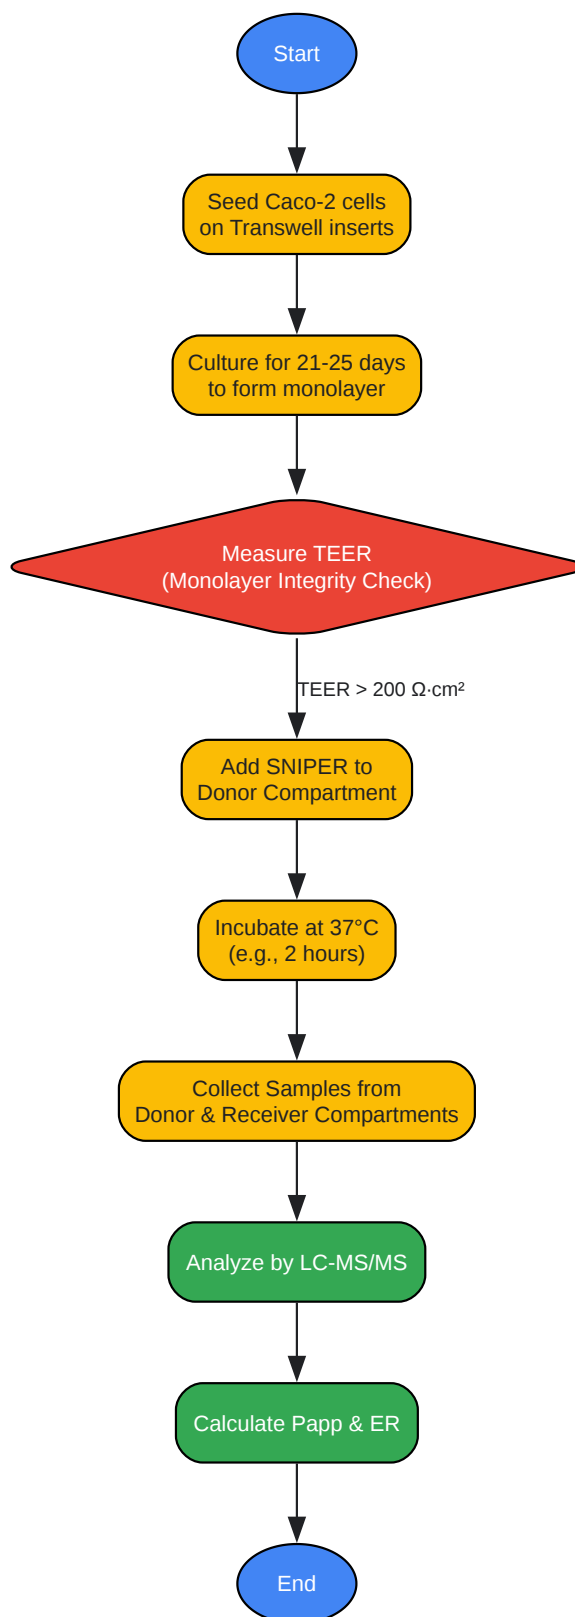 Start
Seed Caco-2 cells
on Transwell inserts
Culture for 21-25 days
to form monolayer
Measure TEER
(Monolayer Integrity Check)
TEER > 200 Ω·cm²
Add SNIPER to
Donor Compartment
Incubate at 37°C
(e.g., 2 hours)
Collect Samples from
Donor & Receiver Compartments
Analyze by LC-MS/MS
Calculate Papp & ER
End